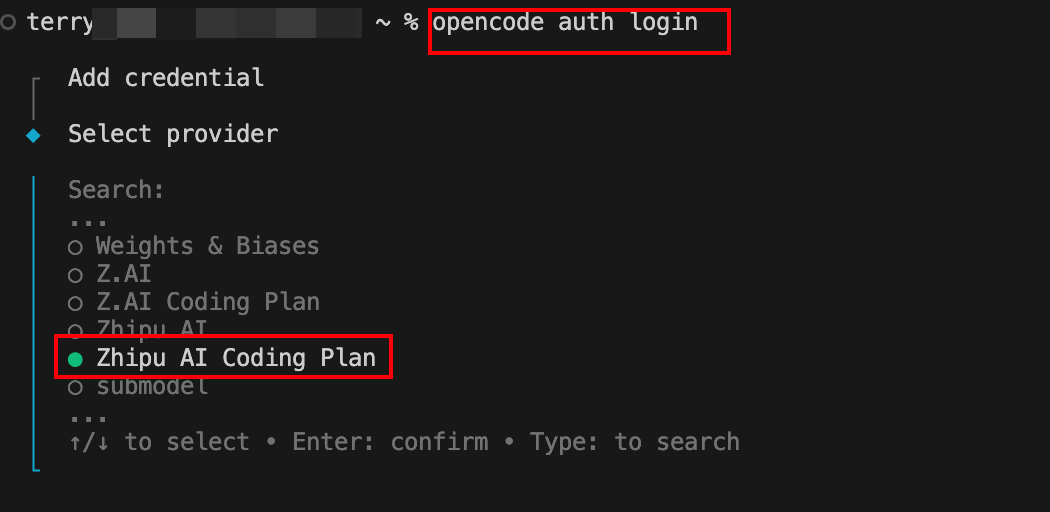 terry ~ % opencode auth login
Add credential
Select provider
Search:
...
Weights & Biases
Z.AI
Z.AI Coding Plan
Zhipu AI
Zhipu AI Coding Plan
submodel
...
↑/↓ to select • Enter: confirm • Type: to search